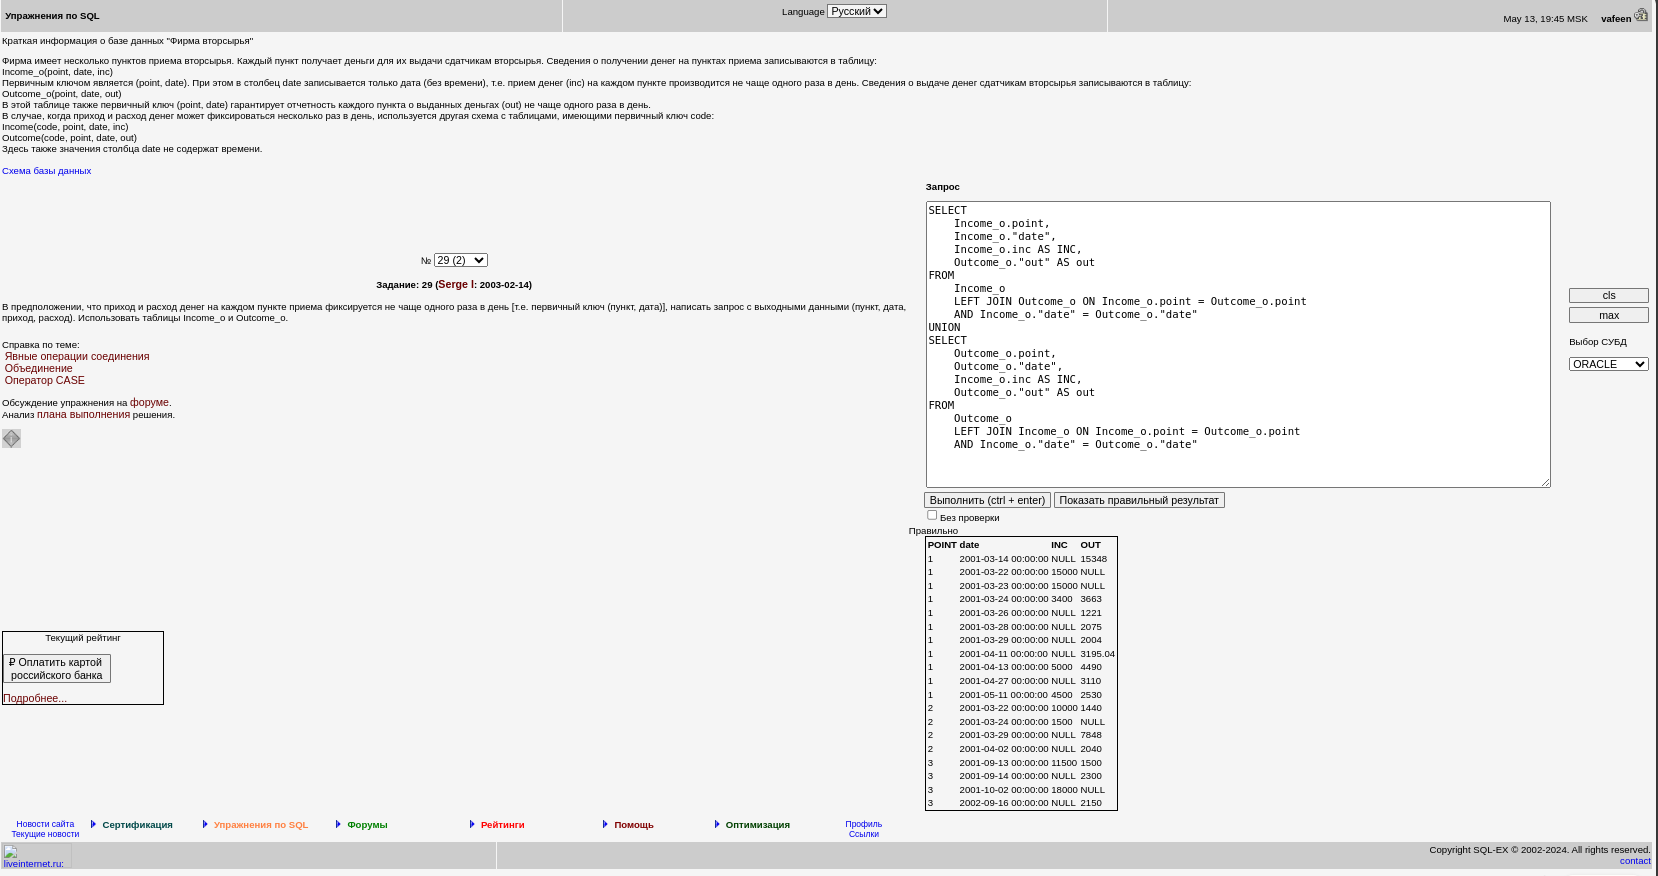 Упражнения по SQL
Language Русский
May 13, 19:45 MSK vafeen
Краткая информация о базе данных "Фирма вторсырья"
Фирма имеет несколько пунктов приема вторсырья. Каждый пункт получает деньги для их выдачи сдатчикам вторсырья. Сведения о получении денег на пунктах приема записываются в таблицу:
Income_o(point, date, inc)
Первичным ключом является (point, date). При этом в столбец date записывается только дата (без времени), т.е. прием денег (inc) на каждом пункте производится не чаще одного раза в день. Сведения о выдаче денег сдатчикам вторсырья записываются в таблицу:
Outcome_o(point, date, out)
В этой таблице также первичный ключ (point, date) гарантирует отчетность каждого пункта о выданных деньгах (out) не чаще одного раза в день.
В случае, когда приход и расход денег может фиксироваться несколько раз в день, используется другая схема с таблицами, имеющими первичный ключ code:
Income(code, point, date, inc)
Outcome(code, point, date, out)
Здесь также значения столбца date не содержат времени.
Схема базы данных
№ 29 (2)
Задание: 29 (Serge I: 2003-02-14)
В предположении, что приход и расход денег на каждом пункте приема фиксируется не чаще одного раза в день [т.е. первичный ключ (пункт, дата)], написать запрос с выходными данными (пункт, дата,
приход, расход). Использовать таблицы Income_o и Outcome_o.
Справка по теме:
Явные операции соединения
Объединение
Оператор CASE
Обсуждение упражнения на форуме.
Анализ плана выполнения решения.
Текущий рейтинг
₽ Оплатить картой
российского банка
Подробнее...
Запрос
SELECT
Income_o.point,
Income_o."date",
Income_o.inc AS INC,
Outcome_o."out" AS out
FROM
Income_o
LEFT JOIN Outcome_o ON Income_o.point = Outcome_o.point
AND Income_o."date" = Outcome_o."date"
UNION
SELECT
Outcome_o.point,
Outcome_o."date",
Income_o.inc AS INC,
Outcome_o."out" AS out
FROM
Outcome_o
LEFT JOIN Income_o ON Income_o.point = Outcome_o.point
AND Income_o."date" = Outcome_o."date"
cls
max
Выбор СУБД
ORACLE
Выполнить (ctrl + enter) Показать правильный результат
Без проверки
Правильно
POINT date INC OUT
1 2001-03-14 00:00:00 NULL 15348
1 2001-03-22 00:00:00 15000 NULL
1 2001-03-23 00:00:00 15000 NULL
1 2001-03-24 00:00:00 3400 3663
1 2001-03-26 00:00:00 NULL 1221
1 2001-03-28 00:00:00 NULL 2075
1 2001-03-29 00:00:00 NULL 2004
1 2001-04-11 00:00:00 NULL 3195.04
1 2001-04-13 00:00:00 5000 4490
1 2001-04-27 00:00:00 NULL 3110
1 2001-05-11 00:00:00 4500 2530
2 2001-03-22 00:00:00 10000 1440
2 2001-03-24 00:00:00 1500 NULL
2 2001-03-29 00:00:00 NULL 7848
2 2001-04-02 00:00:00 NULL 2040
3 2001-09-13 00:00:00 11500 1500
3 2001-09-14 00:00:00 NULL 2300
3 2001-10-02 00:00:00 18000 NULL
3 2002-09-16 00:00:00 NULL 2150
Новости сайта
Текущие новости
Сертификация
Упражнения по SQL
Форумы
Рейтинги
Помощь
Оптимизация
Профиль
Ссылки
liveinternet.ru:
Copyright SQL-EX © 2002-2024. All rights reserved.
contact